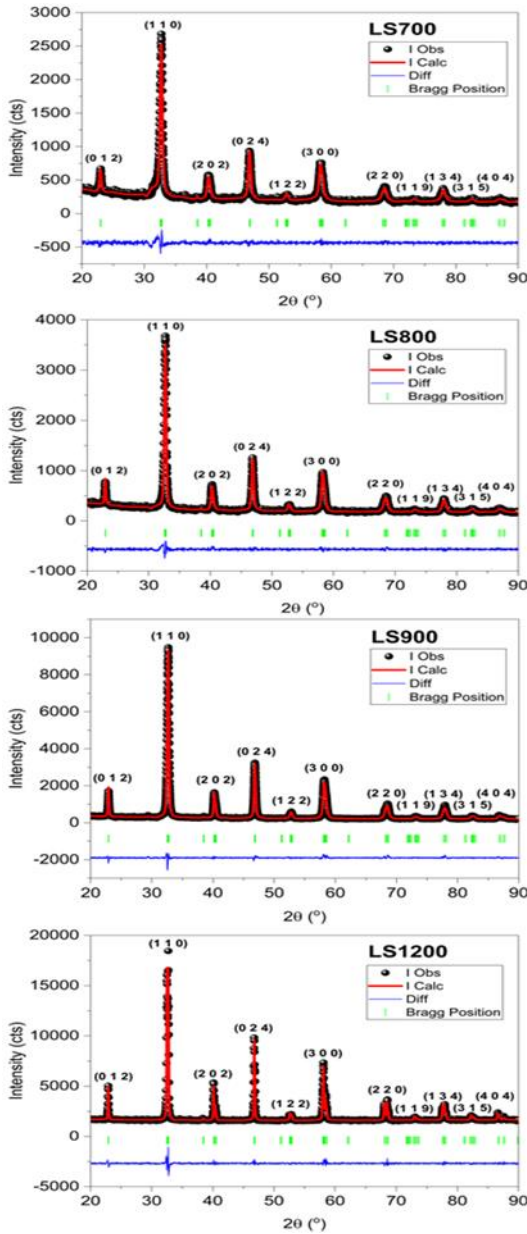 LS700
I Obs
I Calc
Diff
Bragg Position
Intensity (cts)
3000
2500
2000
1500
1000
500
0
-500
(1 1 0)
(0 1 2)
(2 0 2)
(0 2 4)
(1 2 2)
(3 0 0)
(2 2 0)
(1 1 9)
(1 3 4)
(3 1 5)
(4 0 4)
20 30 40 50 60 70 80 90
2θ (°)
LS800
I Obs
I Calc
Diff
Bragg Position
Intensity (cts)
4000
3000
2000
1000
0
-1000
(1 1 0)
(0 1 2)
(2 0 2)
(0 2 4)
(1 2 2)
(3 0 0)
(2 2 0)
(1 1 9)
(1 3 4)
(3 1 5)
(4 0 4)
20 30 40 50 60 70 80 90
2θ (°)
LS900
I Obs
I Calc
Diff
Bragg Position
Intensity (cts)
10000
8000
6000
4000
2000
0
-2000
(1 1 0)
(0 1 2)
(2 0 2)
(0 2 4)
(1 2 2)
(3 0 0)
(2 2 0)
(1 1 9)
(1 3 4)
(3 1 5)
(4 0 4)
20 30 40 50 60 70 80 90
2θ (°)
LS1200
I Obs
I Calc
Diff
Bragg Position
Intensity (cts)
20000
15000
10000
5000
0
-5000
(1 1 0)
(0 1 2)
(2 0 2)
(0 2 4)
(1 2 2)
(3 0 0)
(2 2 0)
(1 1 9)
(1 3 4)
(3 1 5)
(4 0 4)
20 30 40 50 60 70 80 90
2θ (°)